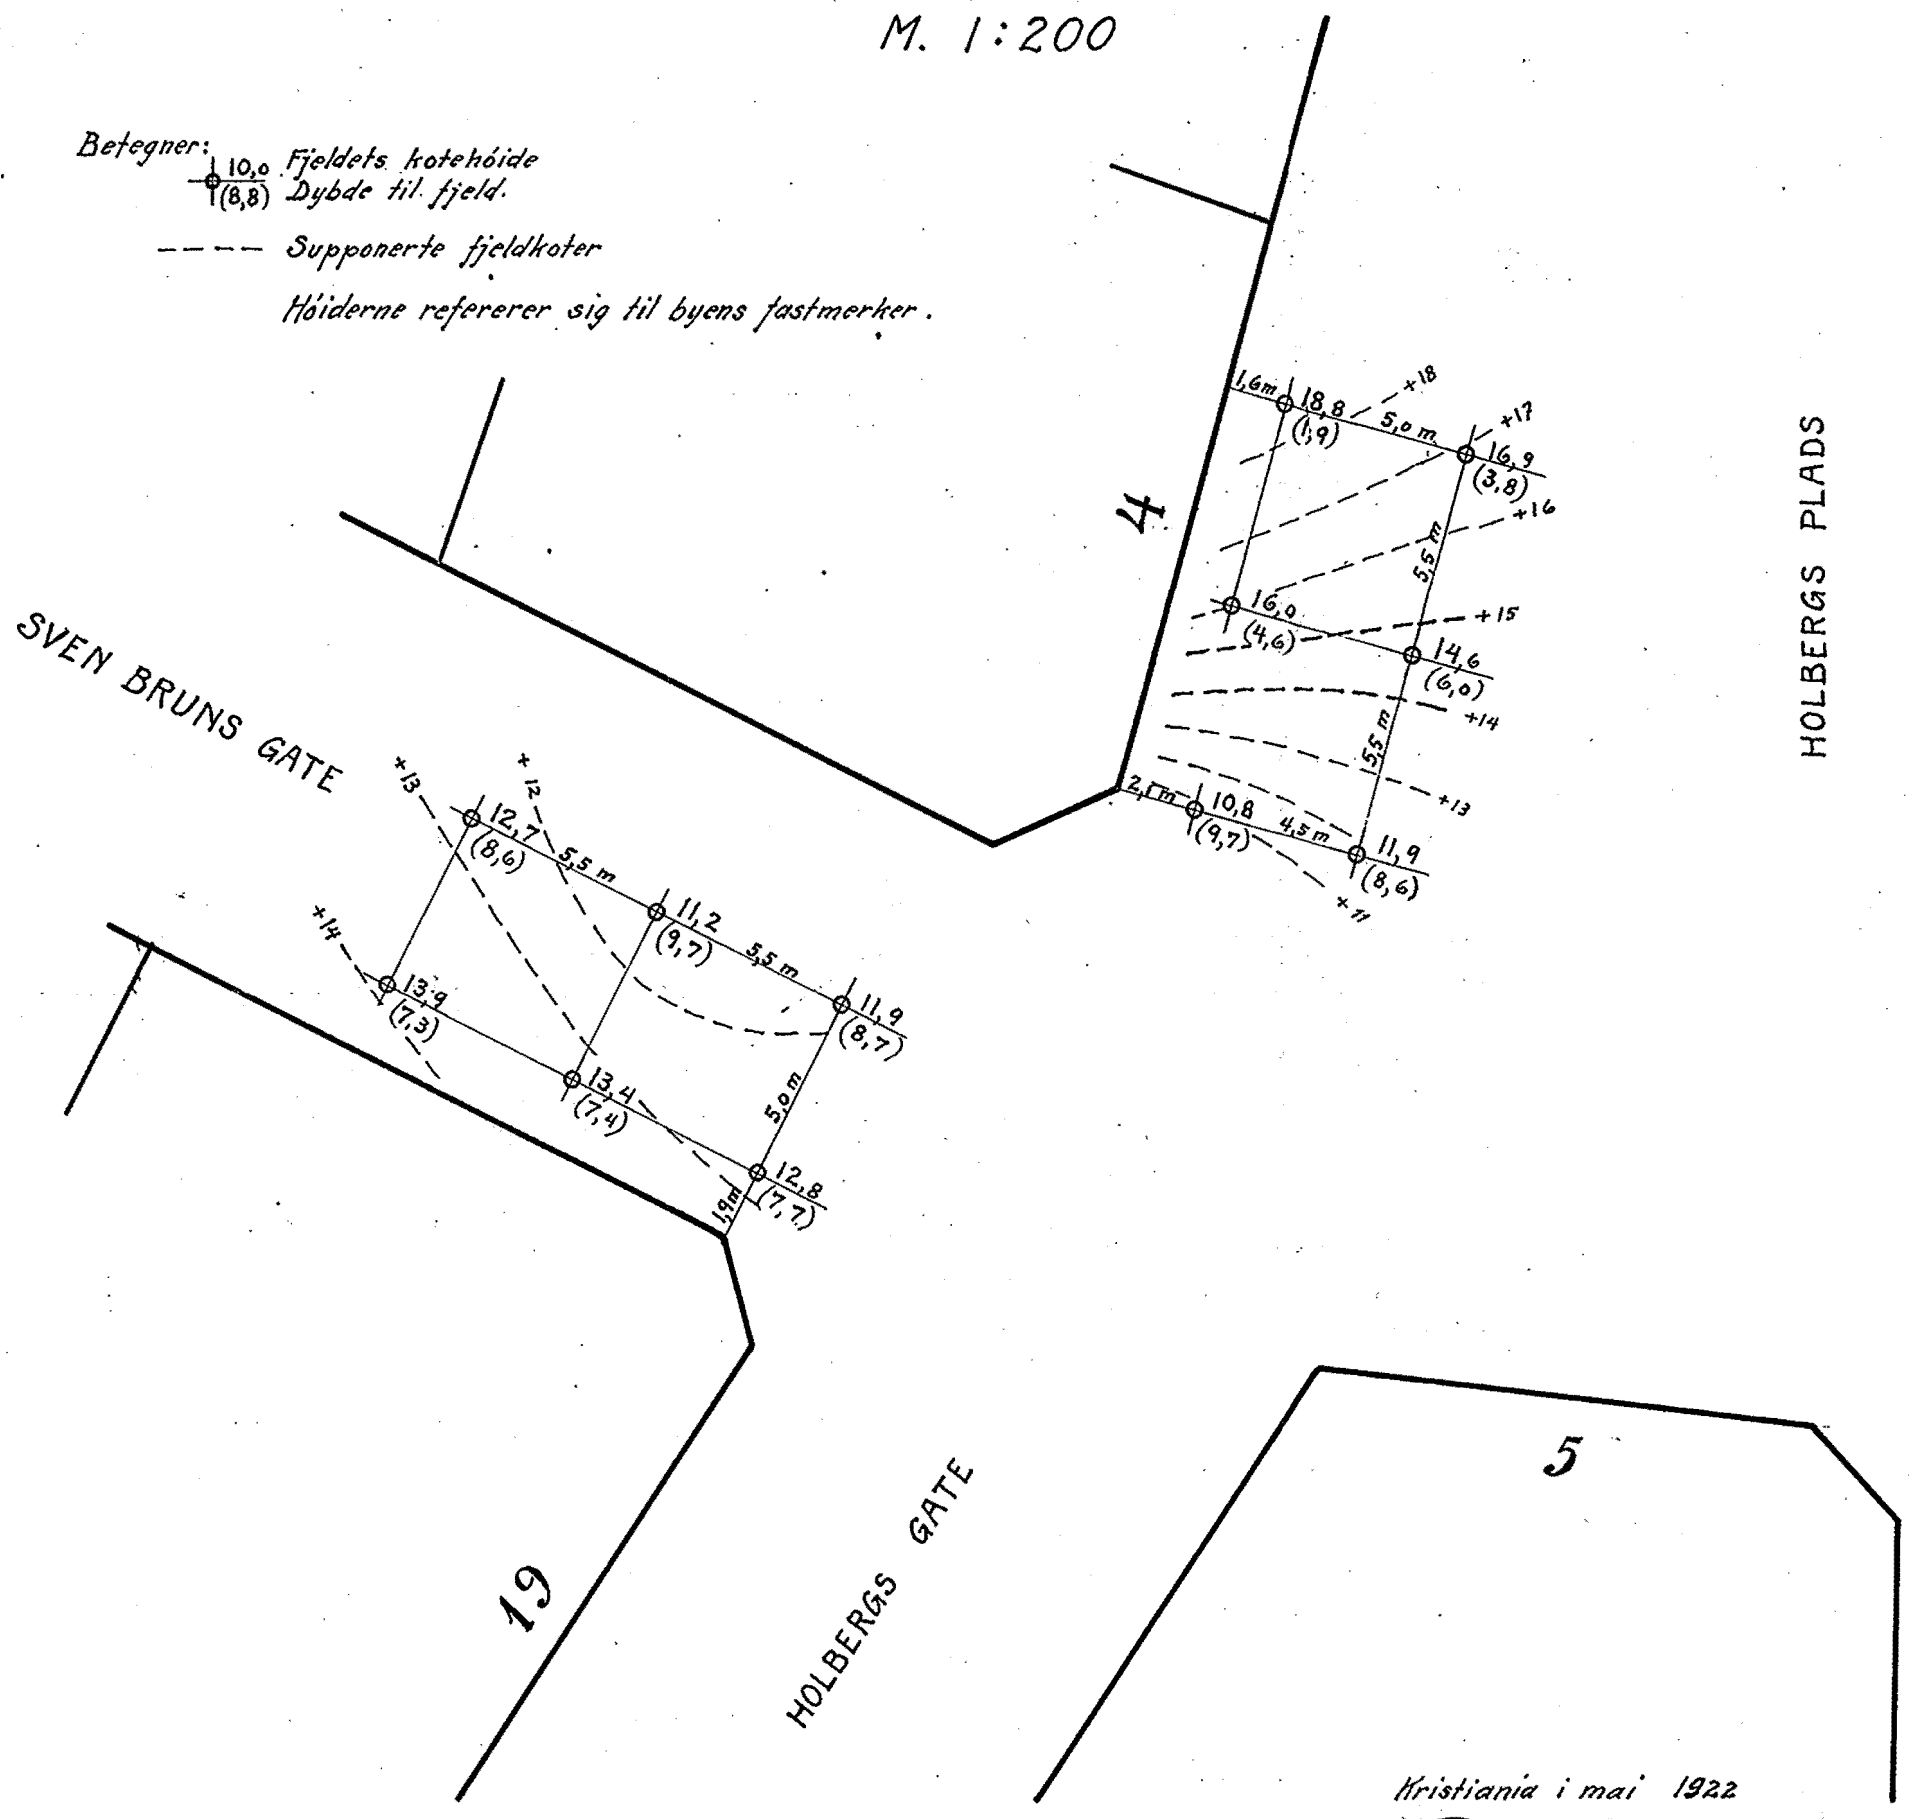 M. 1:200
Betegner:
10,0 Fjeldets kotehöide
(8,8) Dybde til fjeld.
Supponerte fjeldkoter
Höiderne refererer sig til byens fastmerker.
1,6m
18,8
(1,9)
5,0 m
+18
+17
16,9
(3,8)
+16
5,5 m
4
HOLBERGS PLADS
16,0
(4,6)
+15
14,6
(6,0)
+14
5,5 m
+13
2,1 m
10,8
(9,7)
4,5 m
11,9
(8,6)
+11
SVEN BRUNS GATE
+13
+12
12,7
(8,6)
5,5 m
11,2
(9,7)
5,5 m
11,9
(8,7)
+14
13,9
(7,3)
13,4
(7,4)
5,0 m
12,8
(7,7)
1,9m
19
HOLBERGS GATE
5
Kristiania i mai 1922